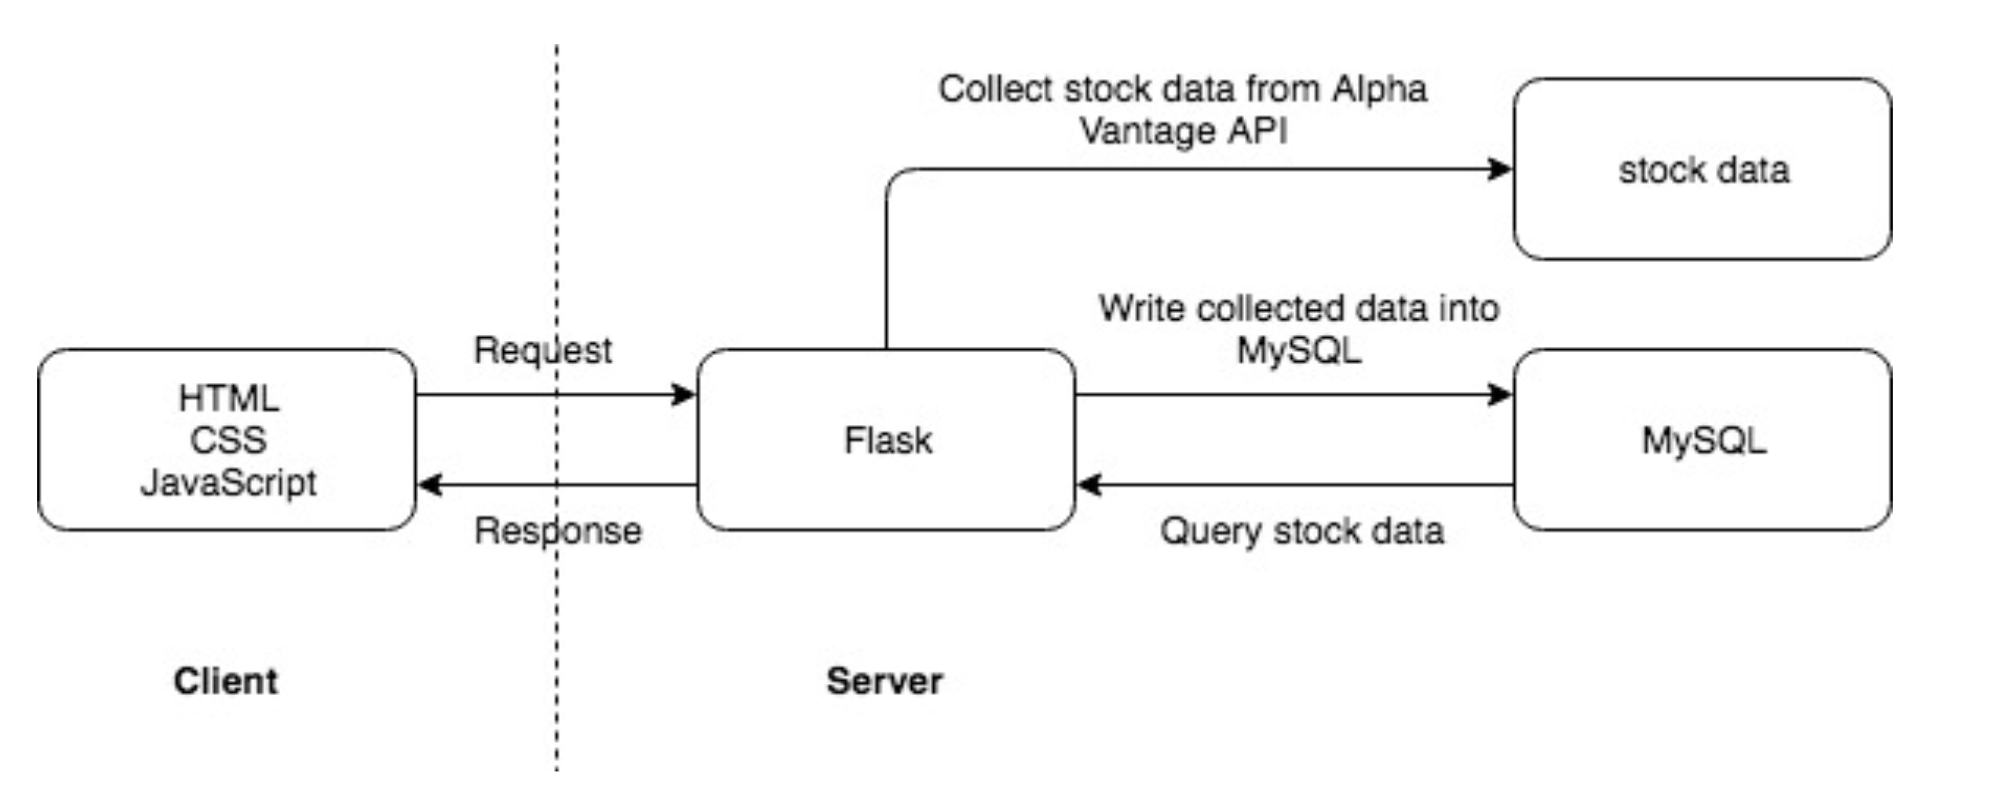 Collect stock data from Alpha
Vantage API
stock data
Write collected data into
MySQL
Request
HTML
CSS
JavaScript
Flask
MySQL
Response
Query stock data
Client
Server